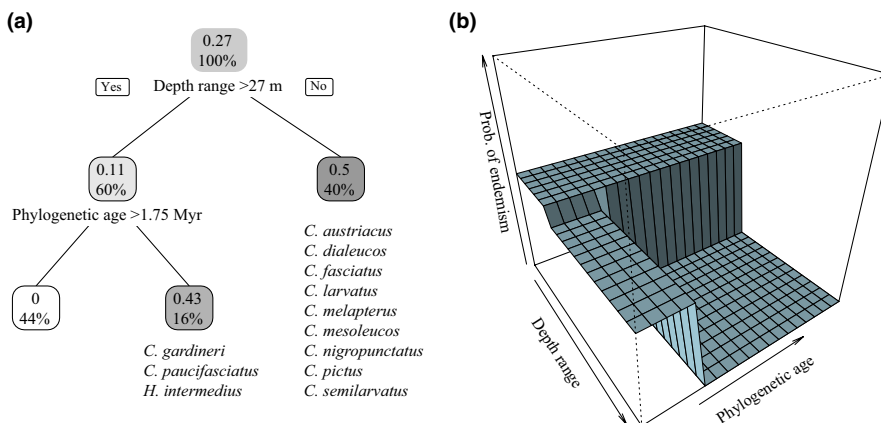 (a)
0.27
100%
Yes
Depth range >27 m
No
0.11
60%
0.5
40%
Phylogenetic age >1.75 Myr
0
44%
0.43
16%
C. gardineri
C. paucifasciatus
H. intermedius
C. austriacus
C. dialeucos
C. fasciatus
C. larvatus
C. melapterus
C. mesoleucos
C. nigropunctatus
C. pictus
C. semilarvatus
(b)
Prob. of endemism
Depth range
Phylogenetic age